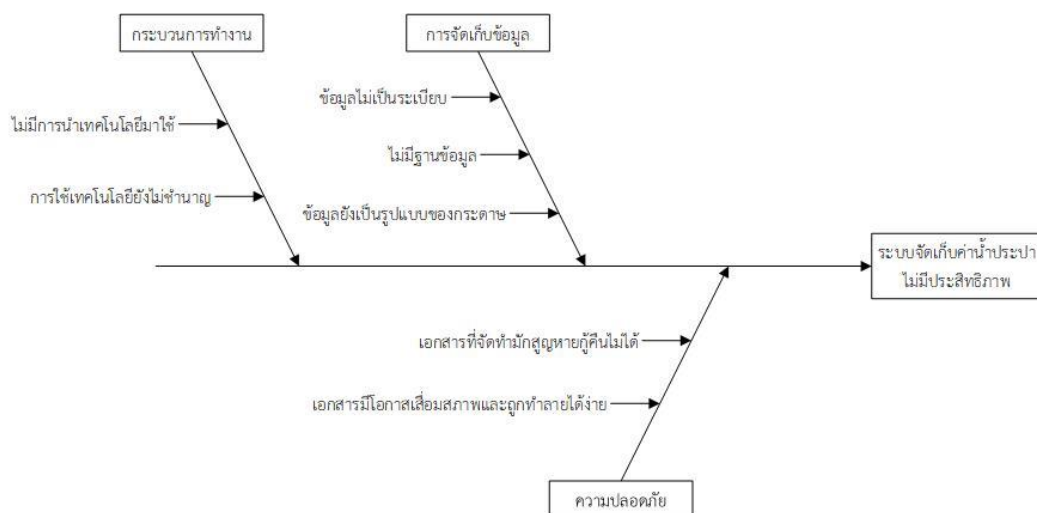 กระบวนการทำงาน
การจัดเก็บข้อมูล
ข้อมูลไม่เป็นระเบียบ
ไม่มีการนำเทคโนโลยีมาใช้
ไม่มีฐานข้อมูล
การใช้เทคโนโลยียังไม่ชำนาญ
ข้อมูลยังเป็นรูปแบบของกระดาษ
ระบบจัดเก็บค่าน้ำประปา
ไม่มีประสิทธิภาพ
เอกสารที่จัดทำมักสูญหายกู้คืนไม่ได้
เอกสารมีโอกาสเสื่อมสภาพและถูกทำลายได้ง่าย
ความปลอดภัย